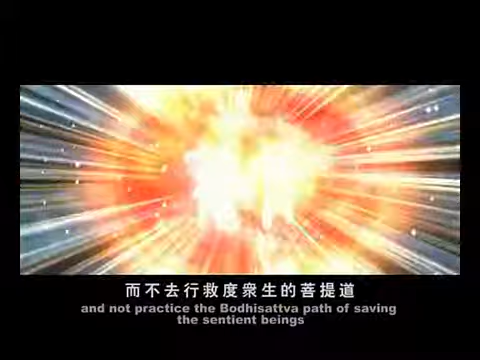 而不去行救度衆生的菩提道
and not practice the Bodhisattva path of saving
the sentient beings